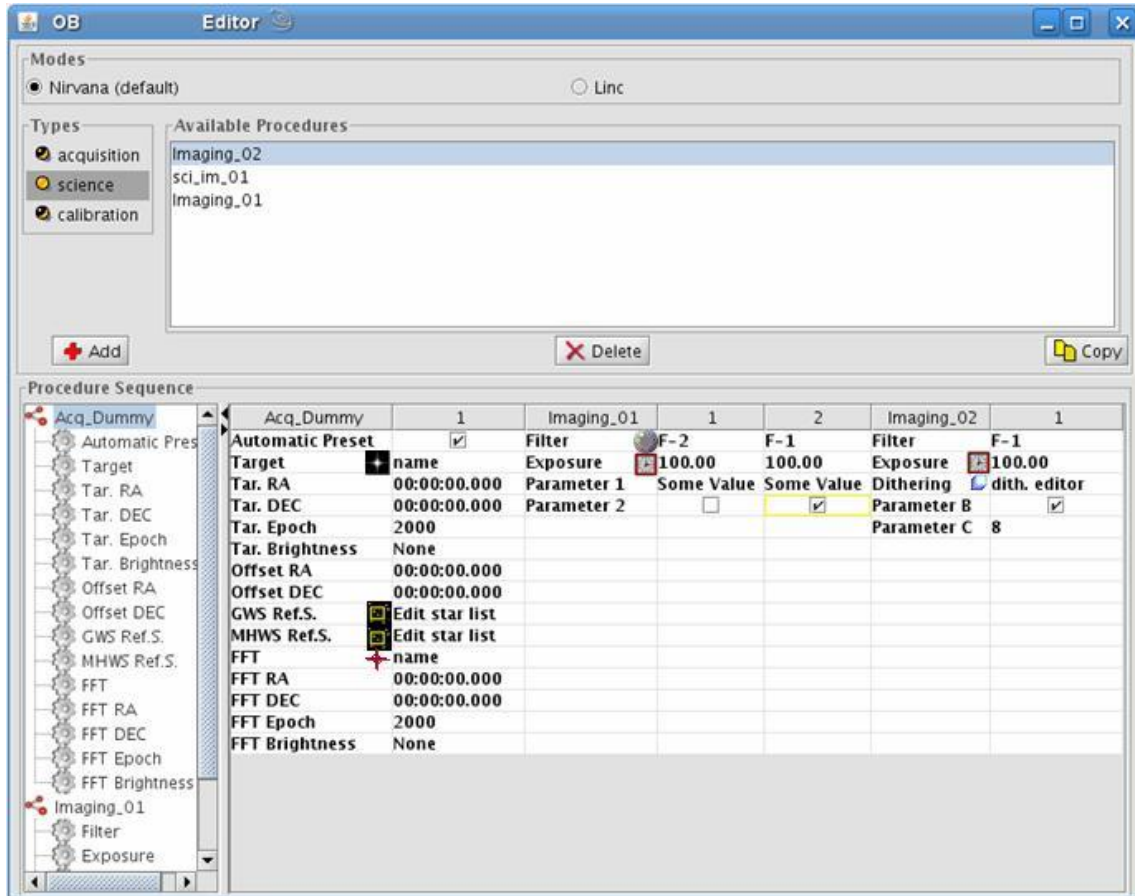 OB Editor
Modes
Nirvana (default) Linc
Types
acquisition
science
calibration
Available Procedures
Imaging_02
sci_im_01
Imaging_01
Add Delete Copy
Procedure Sequence
Acq_Dummy
Automatic Pres
Target
Tar. RA
Tar. DEC
Tar. Epoch
Tar. Brightness
Offset RA
Offset DEC
GWS Ref.S.
MHWS Ref.S.
FFT
FFT RA
FFT DEC
FFT Epoch
FFT Brightness
Imaging_01
Filter
Exposure
Acq_Dummy 1 Imaging_01 1 2 Imaging_02 1
Automatic Preset Filter F-2 F-1 Filter F-1
Target name Exposure 100.00 100.00 Exposure 100.00
Tar. RA 00:00:00.000 Parameter 1 Some Value Some Value Dithering dith. editor
Tar. DEC 00:00:00.000 Parameter 2 Parameter B
Tar. Epoch 2000 Parameter C 8
Tar. Brightness None
Offset RA 00:00:00.000
Offset DEC 00:00:00.000
GWS Ref.S. Edit star list
MHWS Ref.S. Edit star list
FFT name
FFT RA 00:00:00.000
FFT DEC 00:00:00.000
FFT Epoch 2000
FFT Brightness None